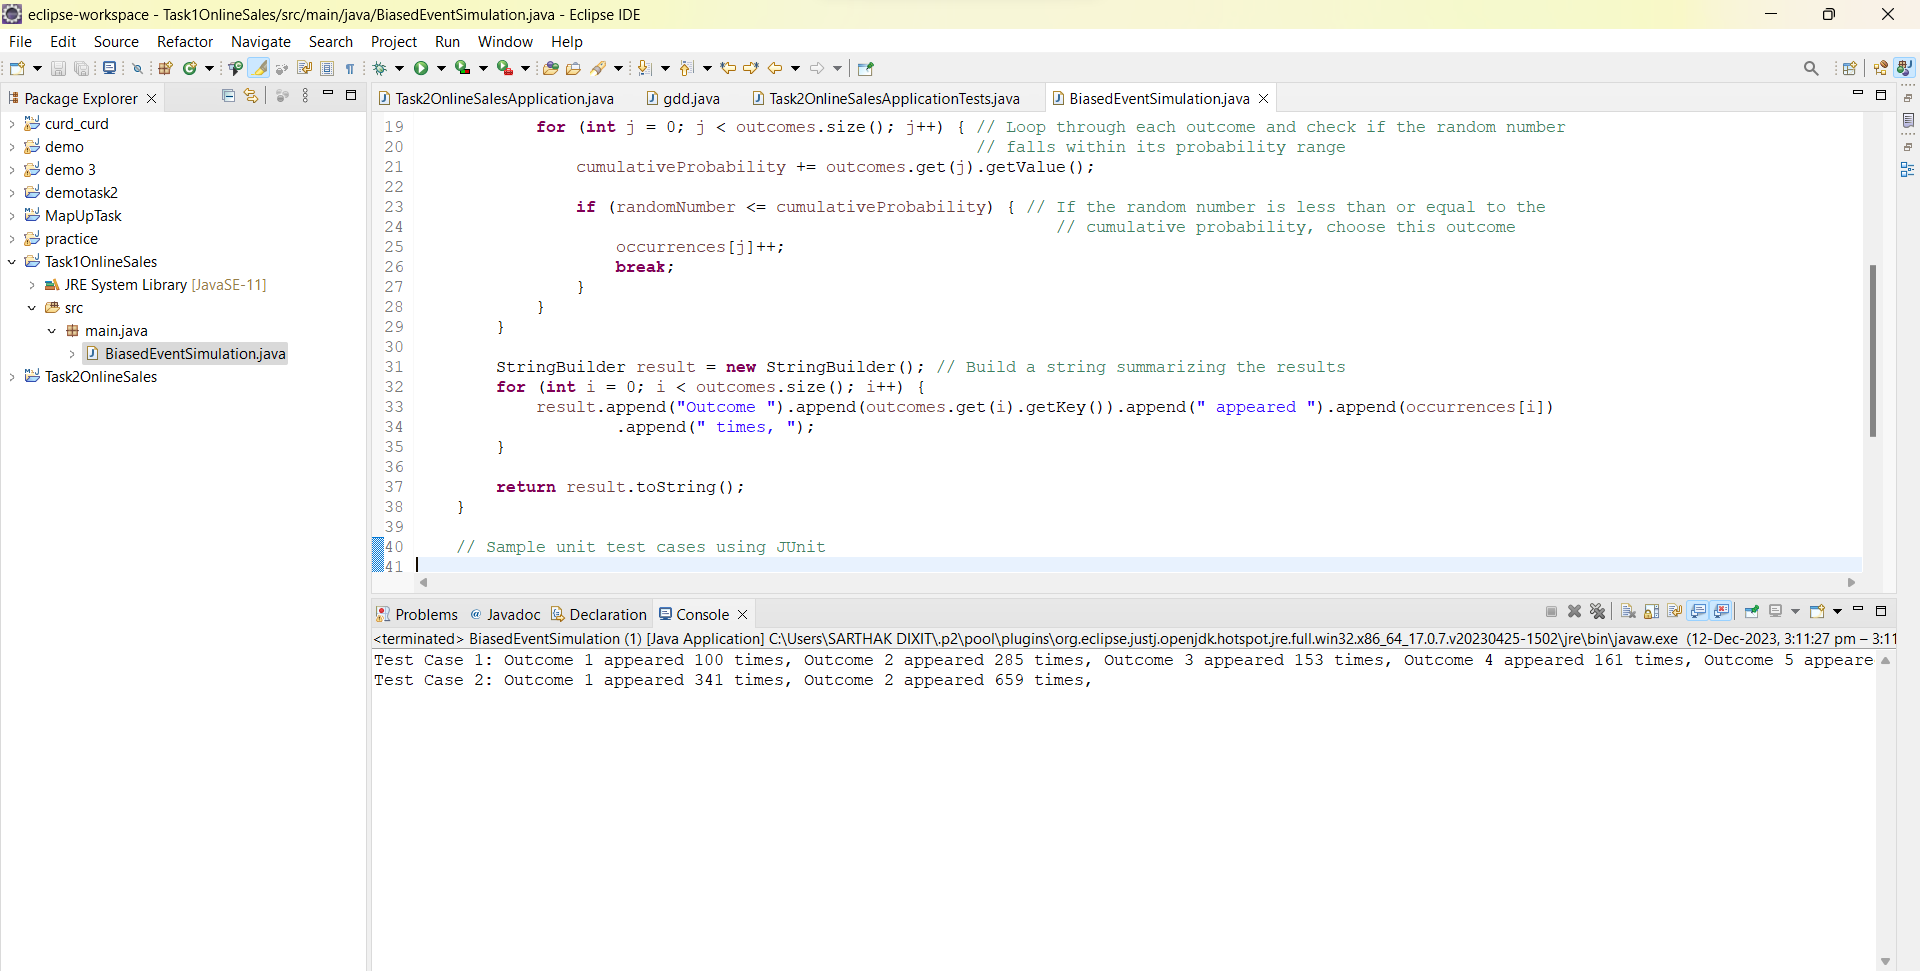 eclipse-workspace - Task1OnlineSales/src/main/java/BiasedEventSimulation.java - Eclipse IDE
File Edit Source Refactor Navigate Search Project Run Window Help
Package Explorer
curd_curd
demo
demo 3
demotask2
MapUpTask
practice
Task1OnlineSales
JRE System Library [JavaSE-11]
src
main.java
BiasedEventSimulation.java
Task2OnlineSales
Task2OnlineSalesApplication.java gdd.java Task2OnlineSalesApplicationTests.java BiasedEventSimulation.java
19 for (int j = 0; j < outcomes.size(); j++) { // Loop through each outcome and check if the random number
20 // falls within its probability range
21 cumulativeProbability += outcomes.get(j).getValue();
22
23 if (randomNumber <= cumulativeProbability) { // If the random number is less than or equal to the
24 // cumulative probability, choose this outcome
25 occurrences[j]++;
26 break;
27 }
28 }
29 }
30
31 StringBuilder result = new StringBuilder(); // Build a string summarizing the results
32 for (int i = 0; i < outcomes.size(); i++) {
33 result.append("Outcome ").append(outcomes.get(i).getKey()).append(" appeared ").append(occurrences[i])
34 .append(" times, ");
35 }
36
37 return result.toString();
38 }
39
40 // Sample unit test cases using JUnit
41
Problems Javadoc Declaration Console
<terminated> BiasedEventSimulation (1) [Java Application] C:\Users\SARTHAK DIXIT\.p2\pool\plugins\org.eclipse.justj.openjdk.hotspot.jre.full.win32.x86_64_17.0.7.v20230425-1502\jre\bin\javaw.exe (12-Dec-2023, 3:11:27 pm – 3:11
Test Case 1: Outcome 1 appeared 100 times, Outcome 2 appeared 285 times, Outcome 3 appeared 153 times, Outcome 4 appeared 161 times, Outcome 5 appeare
Test Case 2: Outcome 1 appeared 341 times, Outcome 2 appeared 659 times,